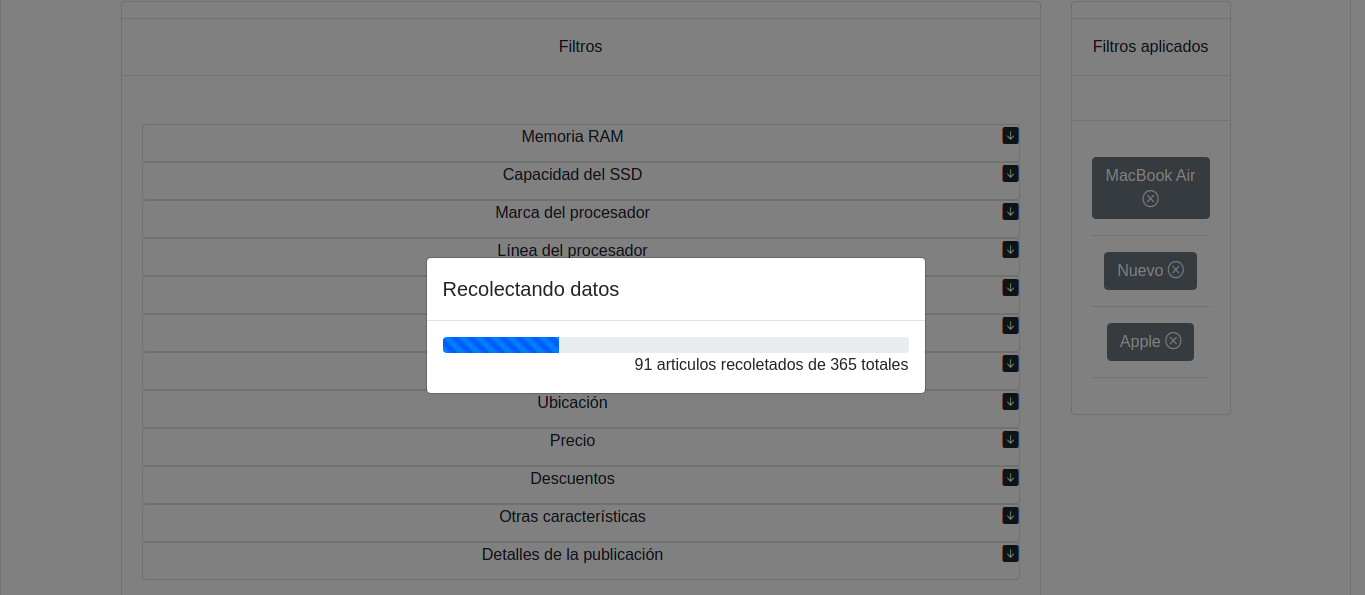 Filtros
Filtros aplicados
Memoria RAM
Capacidad del SSD
Marca del procesador
Línea del procesador
Recolectando datos
91 articulos recoletados de 365 totales
Ubicación
Precio
Descuentos
Otras características
Detalles de la publicación
MacBook Air
Nuevo
Apple